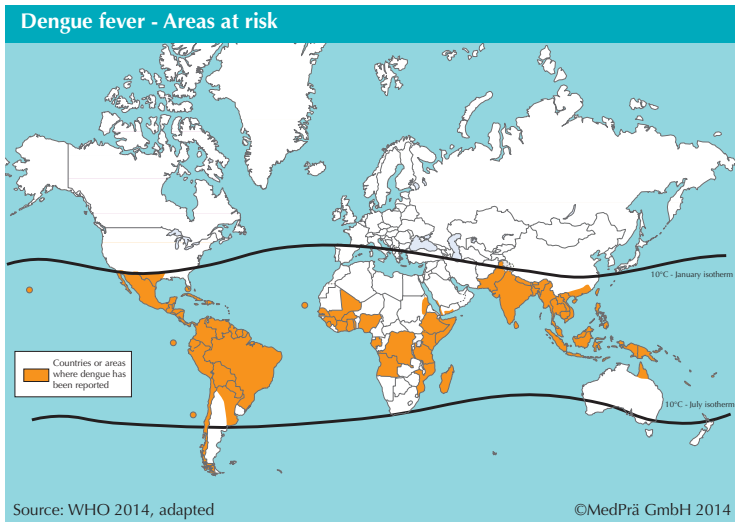 Dengue fever - Areas at risk
10°C - January isotherm
Countries or areas
where dengue has
been reported
10°C - July isotherm
Source: WHO 2014, adapted
©MedPrä GmbH 2014